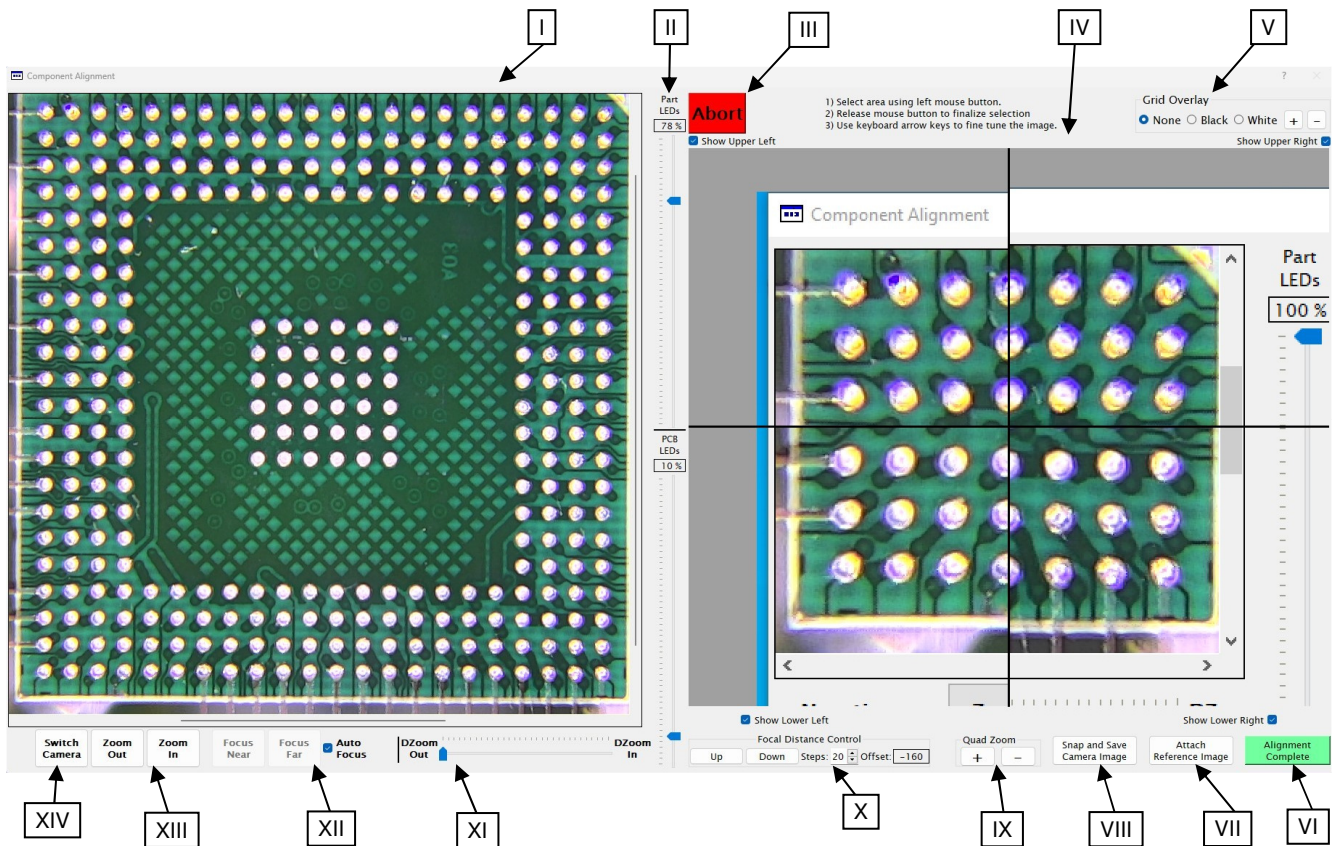 I
II
III
IV
V
Component Alignment
?
Part
LEDs
78 %
Abort
1) Select area using left mouse button.
2) Release mouse button to finalize selection
3) Use keyboard arrow keys to fine tune the image.
Grid Overlay
None Black White + -
Show Upper Left
Show Upper Right
Component Alignment
Part
LEDs
100 %
A03
PCB
LEDs
10 %
Show Lower Left
Show Lower Right
Switch
Camera
Zoom
Out
Zoom
In
Focus
Near
Focus
Far
Auto
Focus
DZoom
Out
DZoom
In
Focal Distance Control
Up Down Steps: 20 Offset: -160
Quad Zoom
+ -
Snap and Save
Camera Image
Attach
Reference Image
Alignment
Complete
XIV
XIII
XII
XI
X
IX
VIII
VII
VI